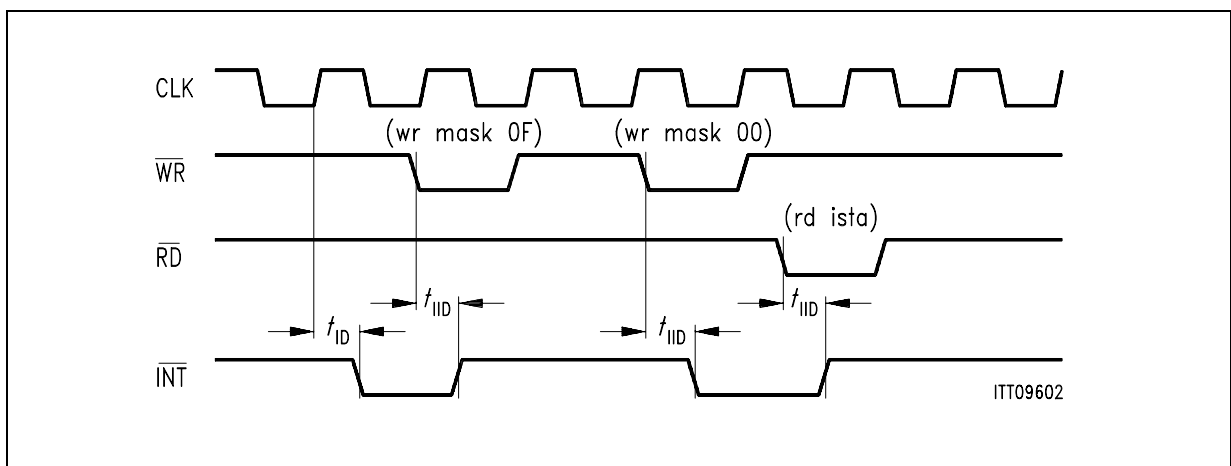 CLK
(wr mask 0F) (wr mask 00)
WR
(rd ista)
RD
tIID tIID
tID tIID
INT
ITT09602